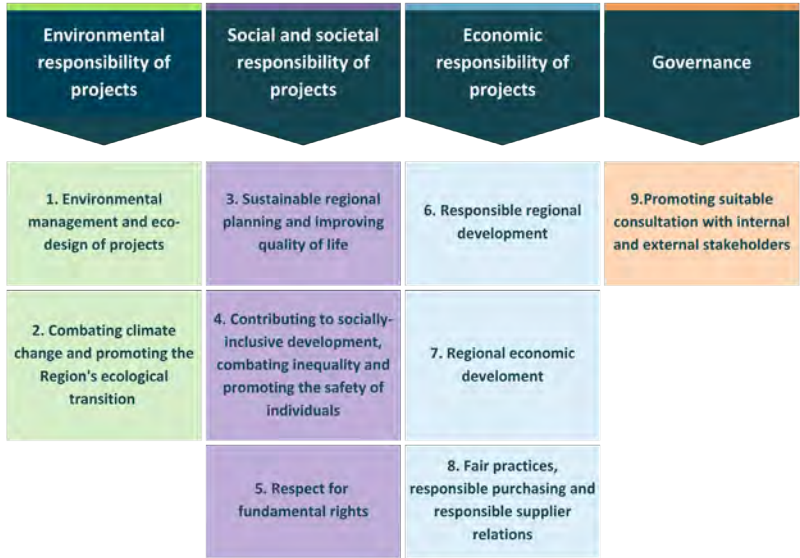 Environmental
responsibility of
projects
Social and societal
responsibility of
projects
Economic
responsibility of
projects
Governance
1. Environmental
management and eco-
design of projects
3. Sustainable regional
planning and improving
quality of life
6. Responsible regional
development
9.Promoting suitable
consultation with internal
and external stakeholders
2. Combating climate
change and promoting the
Region's ecological
transition
4. Contributing to socially-
inclusive development,
combating inequality and
promoting the safety of
individuals
7. Regional economic
develoment
5. Respect for
fundamental rights
8. Fair practices,
responsible purchasing and
responsible supplier
relations